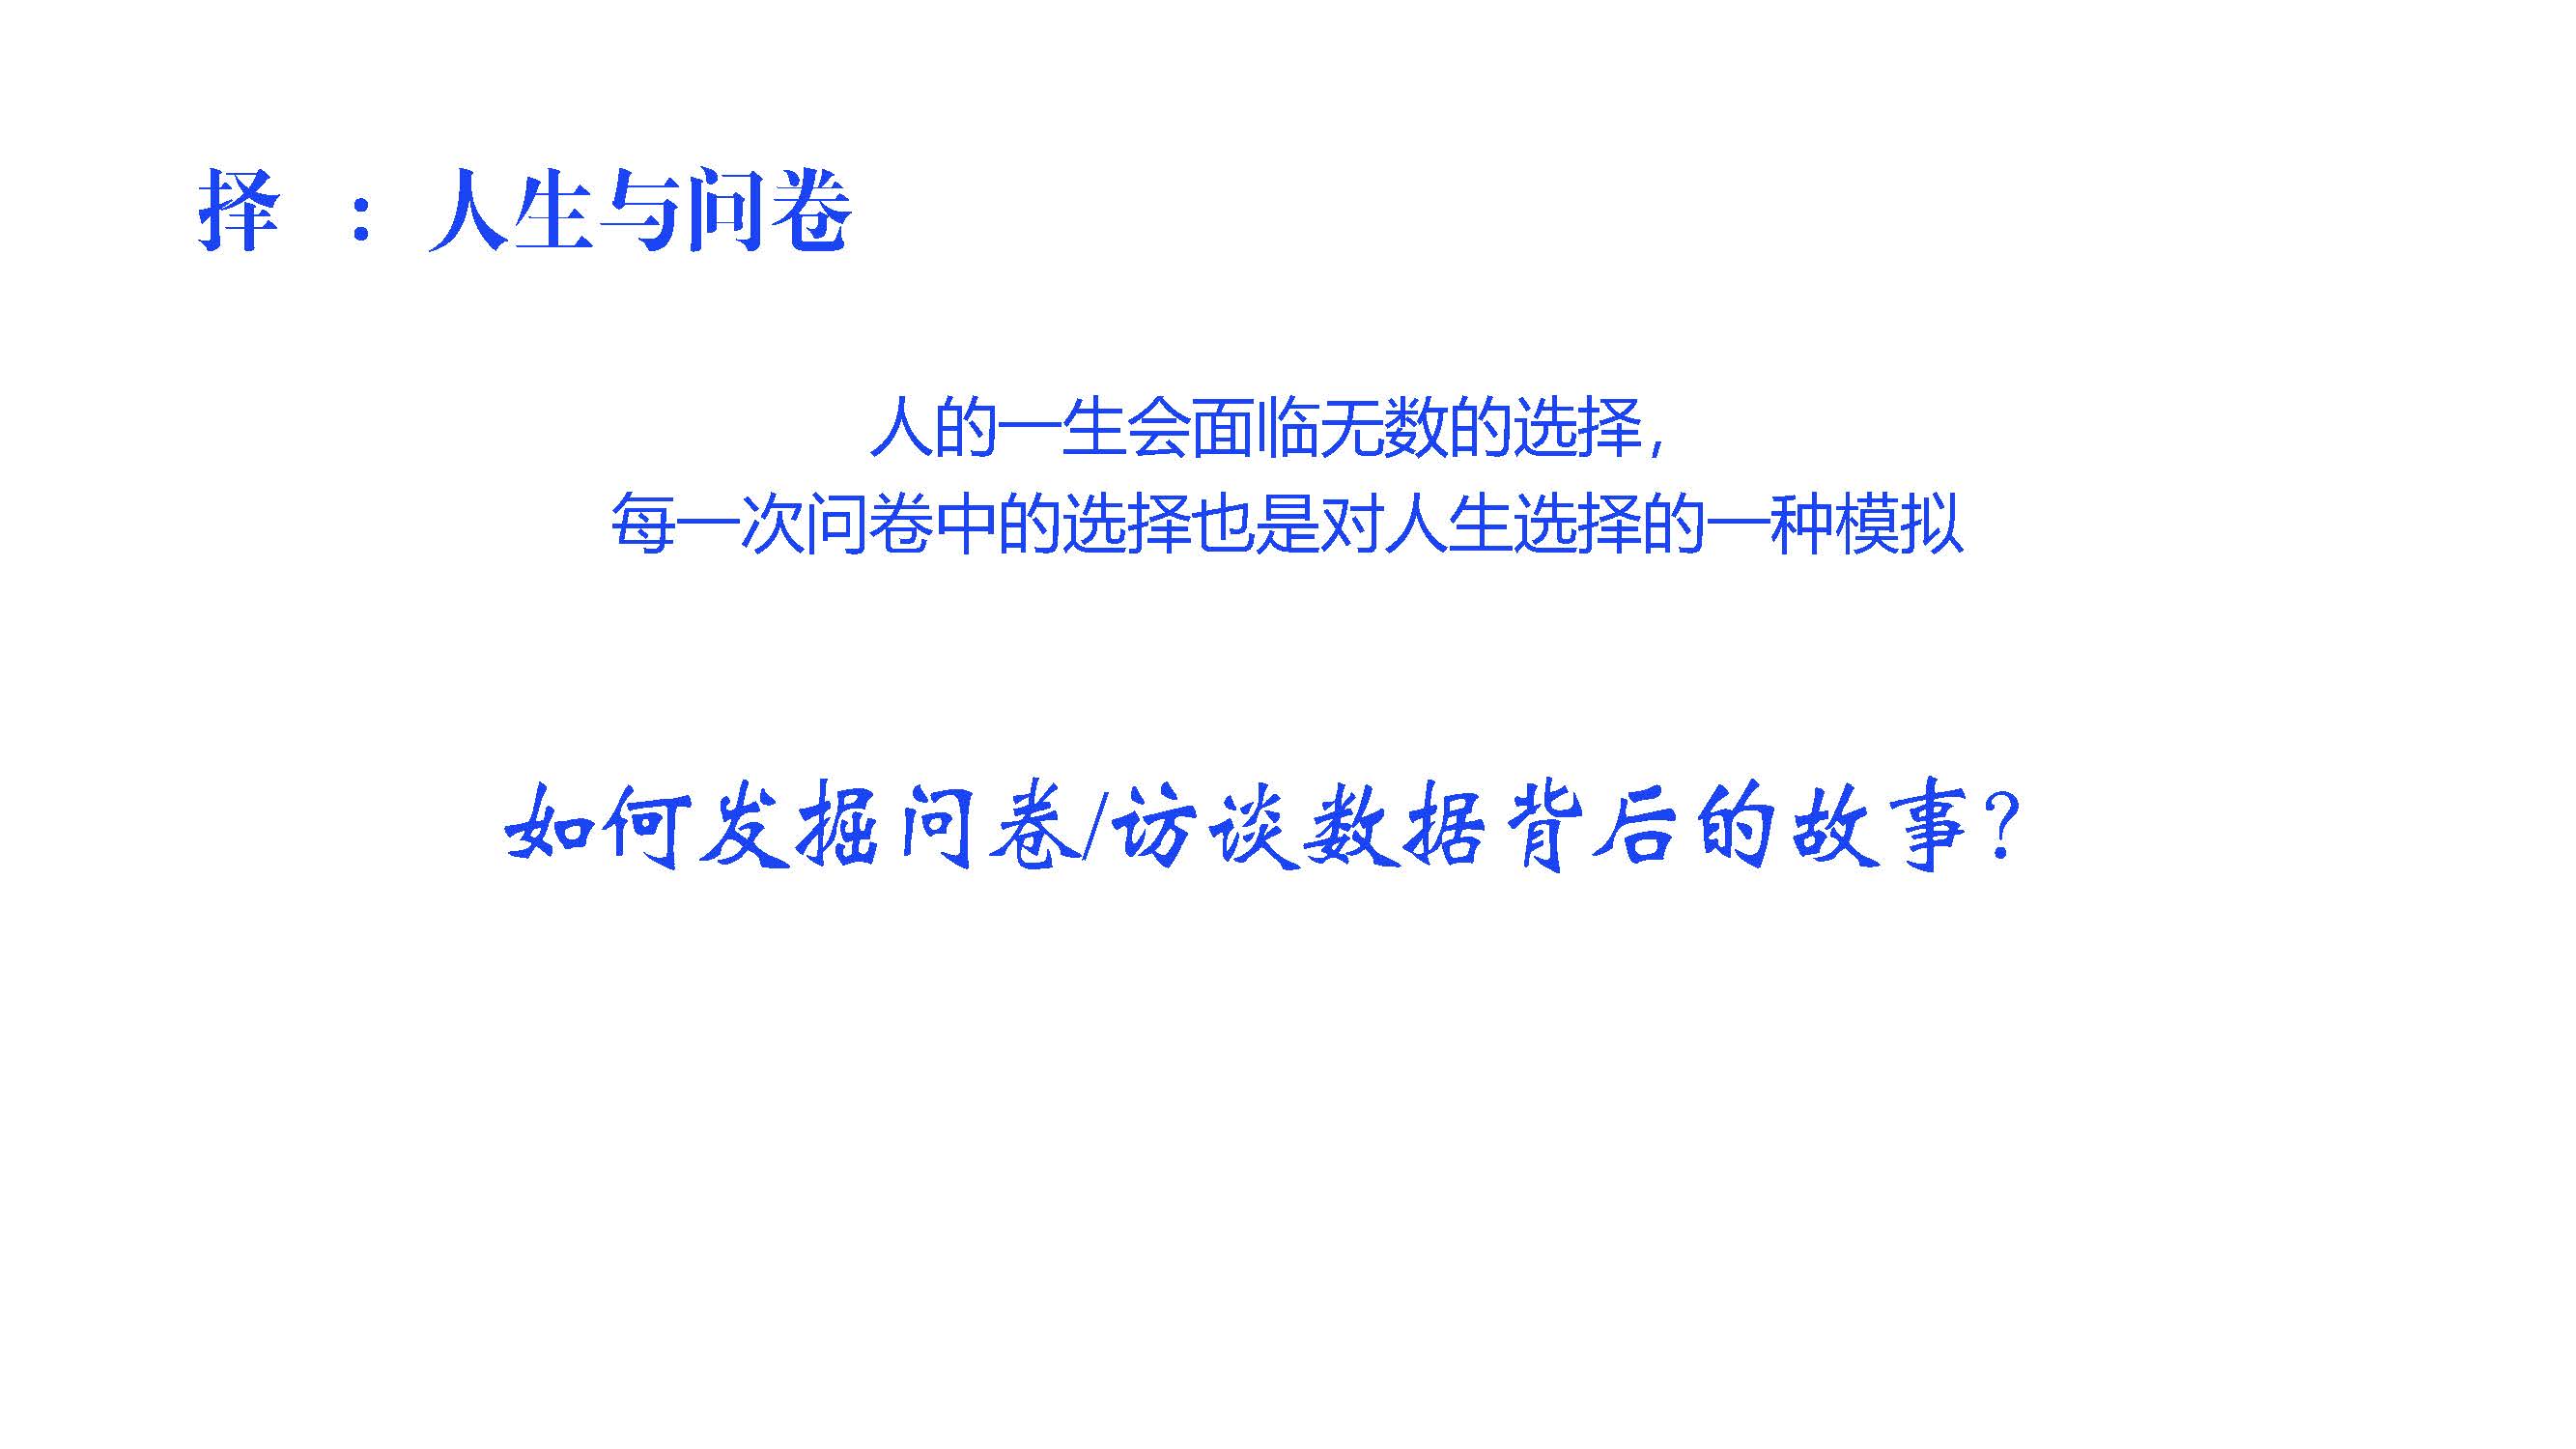 择 ：人生与问卷
人的一生会面临无数的选择，
每一次问卷中的选择也是对人生选择的一种模拟
如何发掘问卷/访谈数据背后的故事？